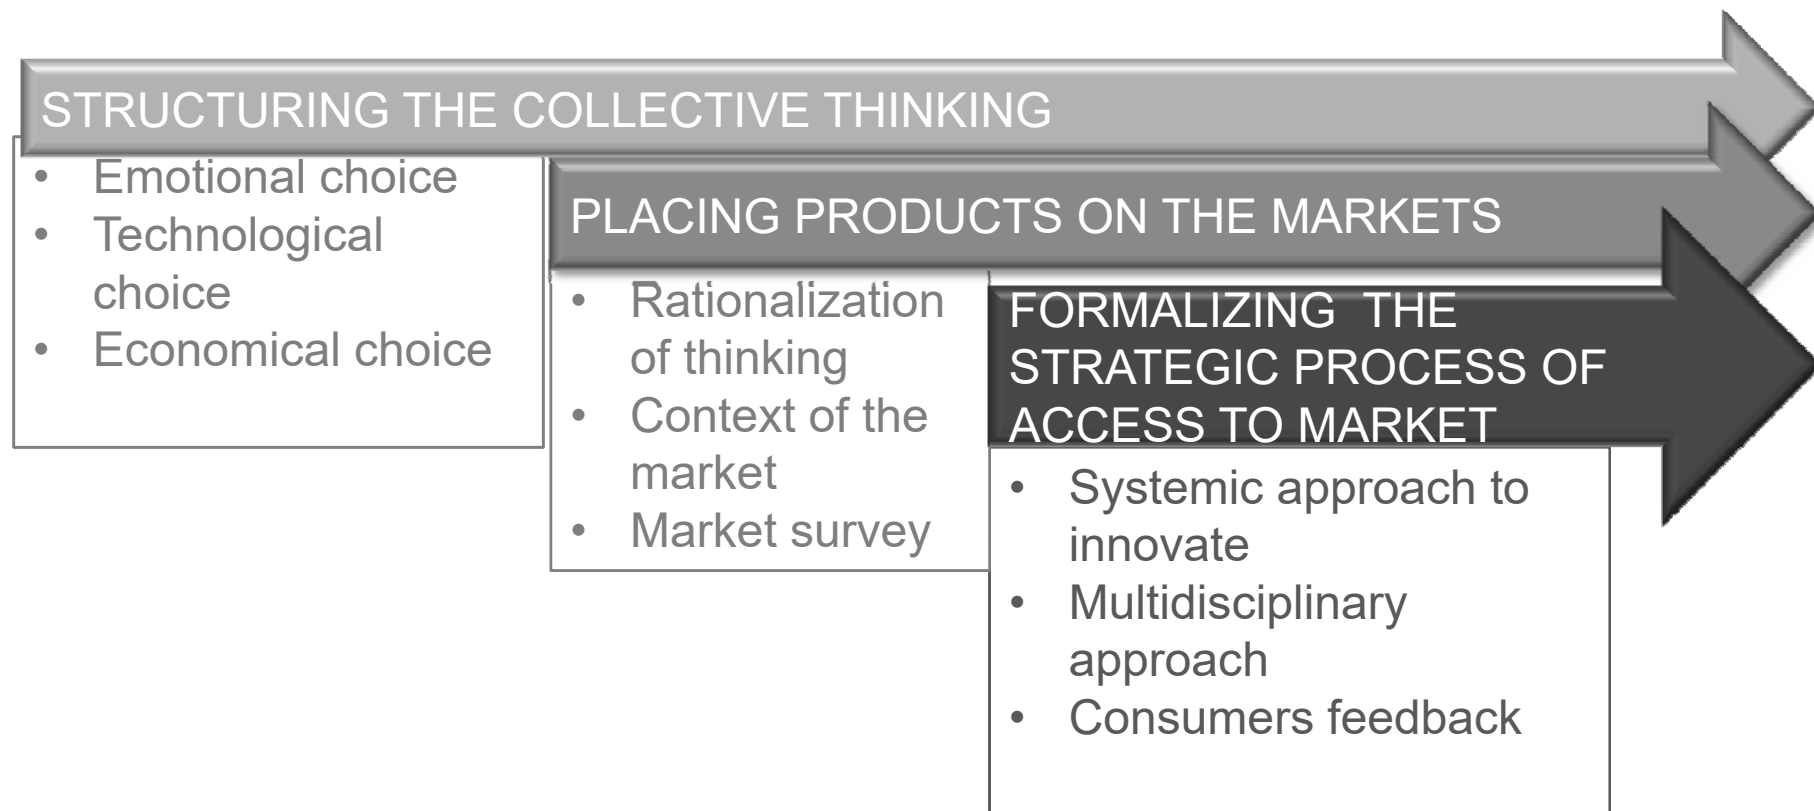 STRUCTURING THE COLLECTIVE THINKING
• Emotional choice
• Technological
choice
• Economical choice
PLACING PRODUCTS ON THE MARKETS
• Rationalization
of thinking
• Context of the
market
• Market survey
FORMALIZING THE
STRATEGIC PROCESS OF
ACCESS TO MARKET
• Systemic approach to
innovate
• Multidisciplinary
approach
• Consumers feedback